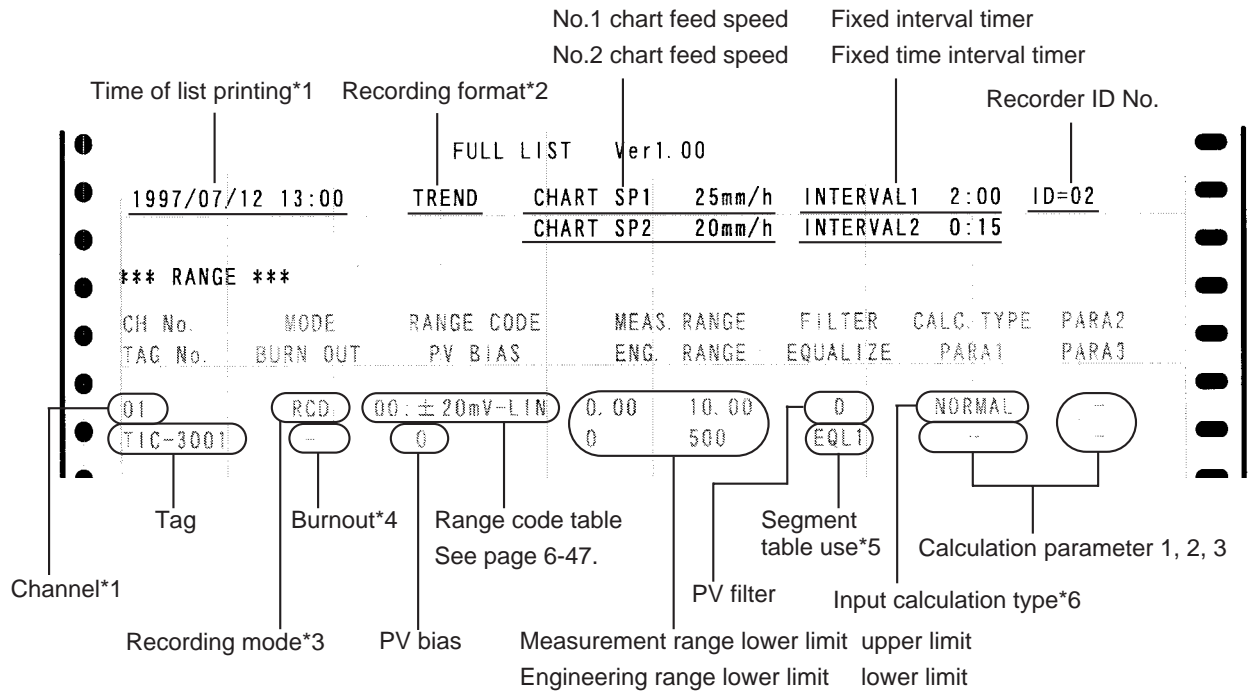 No.1 chart feed speed Fixed interval timer
No.2 chart feed speed Fixed time interval timer
Time of list printing*1 Recording format*2
Recorder ID No.
FULL LIST Ver1.00
1997/07/12 13:00 TREND CHART SP1 25mm/h INTERVAL1 2:00 ID=02
CHART SP2 20mm/h INTERVAL2 0:15
*** RANGE ***
CH No. MODE RANGE CODE MEAS. RANGE FILTER CALC. TYPE PARA2
TAG No. BURN OUT PV BIAS ENG. RANGE EQUALIZE PARA1 PARA3
01 RCD 00:±20mV-LIN 0.00 10.00 0 NORMAL -
TIC-3001 - 0 0 500 EQL1 -- -
Tag Burnout*4 Range code table
See page 6-47.
Segment
table use*5
Calculation parameter 1, 2, 3
Channel*1
PV filter
Input calculation type*6
Recording mode*3 PV bias Measurement range lower limit upper limit
Engineering range lower limit lower limit